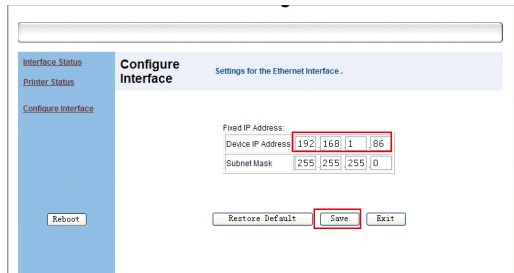 Interface Status
Printer Status
Configure Interface
Reboot
Configure
Interface
Settings for the Ethernet Interface .
Fixed IP Address:
Device IP Address 192 .168 .1 .86
Subnet Mask 255 .255 .255 .0
Restore Default Save Exit